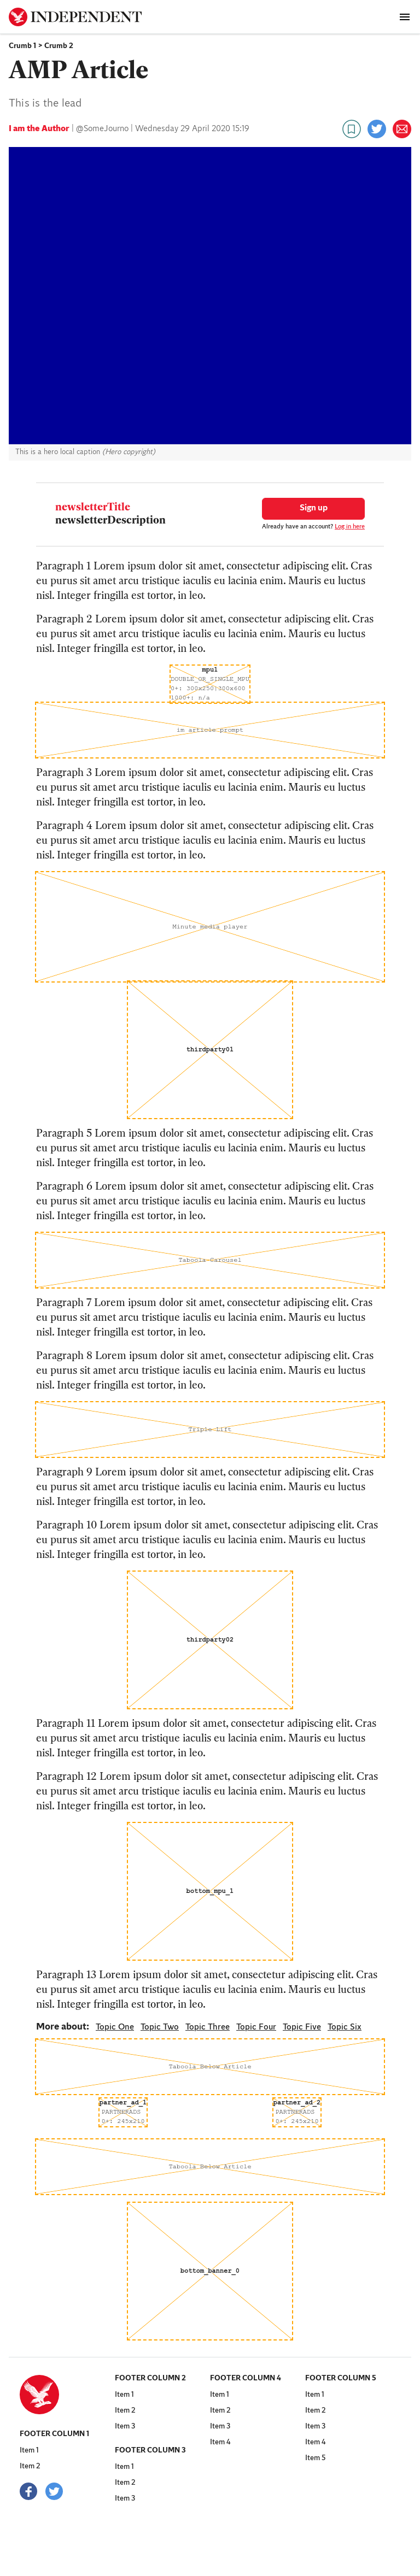 INDEPENDENT
Crumb 1 > Crumb 2
AMP Article
This is the lead
I am the Author | @SomeJourno | Wednesday 29 April 2020 15:19
This is a hero local caption (Hero copyright)
newsletterTitle
newsletterDescription
Sign up
Already have an account? Log in here
Paragraph 1 Lorem ipsum dolor sit amet, consectetur adipiscing elit. Cras
eu purus sit amet arcu tristique iaculis eu lacinia enim. Mauris eu luctus
nisl. Integer fringilla est tortor, in leo.
Paragraph 2 Lorem ipsum dolor sit amet, consectetur adipiscing elit. Cras
eu purus sit amet arcu tristique iaculis eu lacinia enim. Mauris eu luctus
nisl. Integer fringilla est tortor, in leo.
mpu1
DOUBLE_OR_SINGLE_MPU
0+: 300x250|300x600
1000+: n/a
im article prompt
Paragraph 3 Lorem ipsum dolor sit amet, consectetur adipiscing elit. Cras
eu purus sit amet arcu tristique iaculis eu lacinia enim. Mauris eu luctus
nisl. Integer fringilla est tortor, in leo.
Paragraph 4 Lorem ipsum dolor sit amet, consectetur adipiscing elit. Cras
eu purus sit amet arcu tristique iaculis eu lacinia enim. Mauris eu luctus
nisl. Integer fringilla est tortor, in leo.
Minute media player
thirdparty01
Paragraph 5 Lorem ipsum dolor sit amet, consectetur adipiscing elit. Cras
eu purus sit amet arcu tristique iaculis eu lacinia enim. Mauris eu luctus
nisl. Integer fringilla est tortor, in leo.
Paragraph 6 Lorem ipsum dolor sit amet, consectetur adipiscing elit. Cras
eu purus sit amet arcu tristique iaculis eu lacinia enim. Mauris eu luctus
nisl. Integer fringilla est tortor, in leo.
Taboola Carousel
Paragraph 7 Lorem ipsum dolor sit amet, consectetur adipiscing elit. Cras
eu purus sit amet arcu tristique iaculis eu lacinia enim. Mauris eu luctus
nisl. Integer fringilla est tortor, in leo.
Paragraph 8 Lorem ipsum dolor sit amet, consectetur adipiscing elit. Cras
eu purus sit amet arcu tristique iaculis eu lacinia enim. Mauris eu luctus
nisl. Integer fringilla est tortor, in leo.
Triple Lift
Paragraph 9 Lorem ipsum dolor sit amet, consectetur adipiscing elit. Cras
eu purus sit amet arcu tristique iaculis eu lacinia enim. Mauris eu luctus
nisl. Integer fringilla est tortor, in leo.
Paragraph 10 Lorem ipsum dolor sit amet, consectetur adipiscing elit. Cras
eu purus sit amet arcu tristique iaculis eu lacinia enim. Mauris eu luctus
nisl. Integer fringilla est tortor, in leo.
thirdparty02
Paragraph 11 Lorem ipsum dolor sit amet, consectetur adipiscing elit. Cras
eu purus sit amet arcu tristique iaculis eu lacinia enim. Mauris eu luctus
nisl. Integer fringilla est tortor, in leo.
Paragraph 12 Lorem ipsum dolor sit amet, consectetur adipiscing elit. Cras
eu purus sit amet arcu tristique iaculis eu lacinia enim. Mauris eu luctus
nisl. Integer fringilla est tortor, in leo.
bottom_mpu_1
Paragraph 13 Lorem ipsum dolor sit amet, consectetur adipiscing elit. Cras
eu purus sit amet arcu tristique iaculis eu lacinia enim. Mauris eu luctus
nisl. Integer fringilla est tortor, in leo.
More about: Topic One Topic Two Topic Three Topic Four Topic Five Topic Six
Taboola Below Article
partner_ad_1
PARTNERADS
0+: 245x210
partner_ad_2
PARTNERADS
0+: 245x210
Taboola Below Article
bottom_banner_0
FOOTER COLUMN 1
Item 1
Item 2
FOOTER COLUMN 2
Item 1
Item 2
Item 3
FOOTER COLUMN 3
Item 1
Item 2
Item 3
FOOTER COLUMN 4
Item 1
Item 2
Item 3
Item 4
FOOTER COLUMN 5
Item 1
Item 2
Item 3
Item 4
Item 5